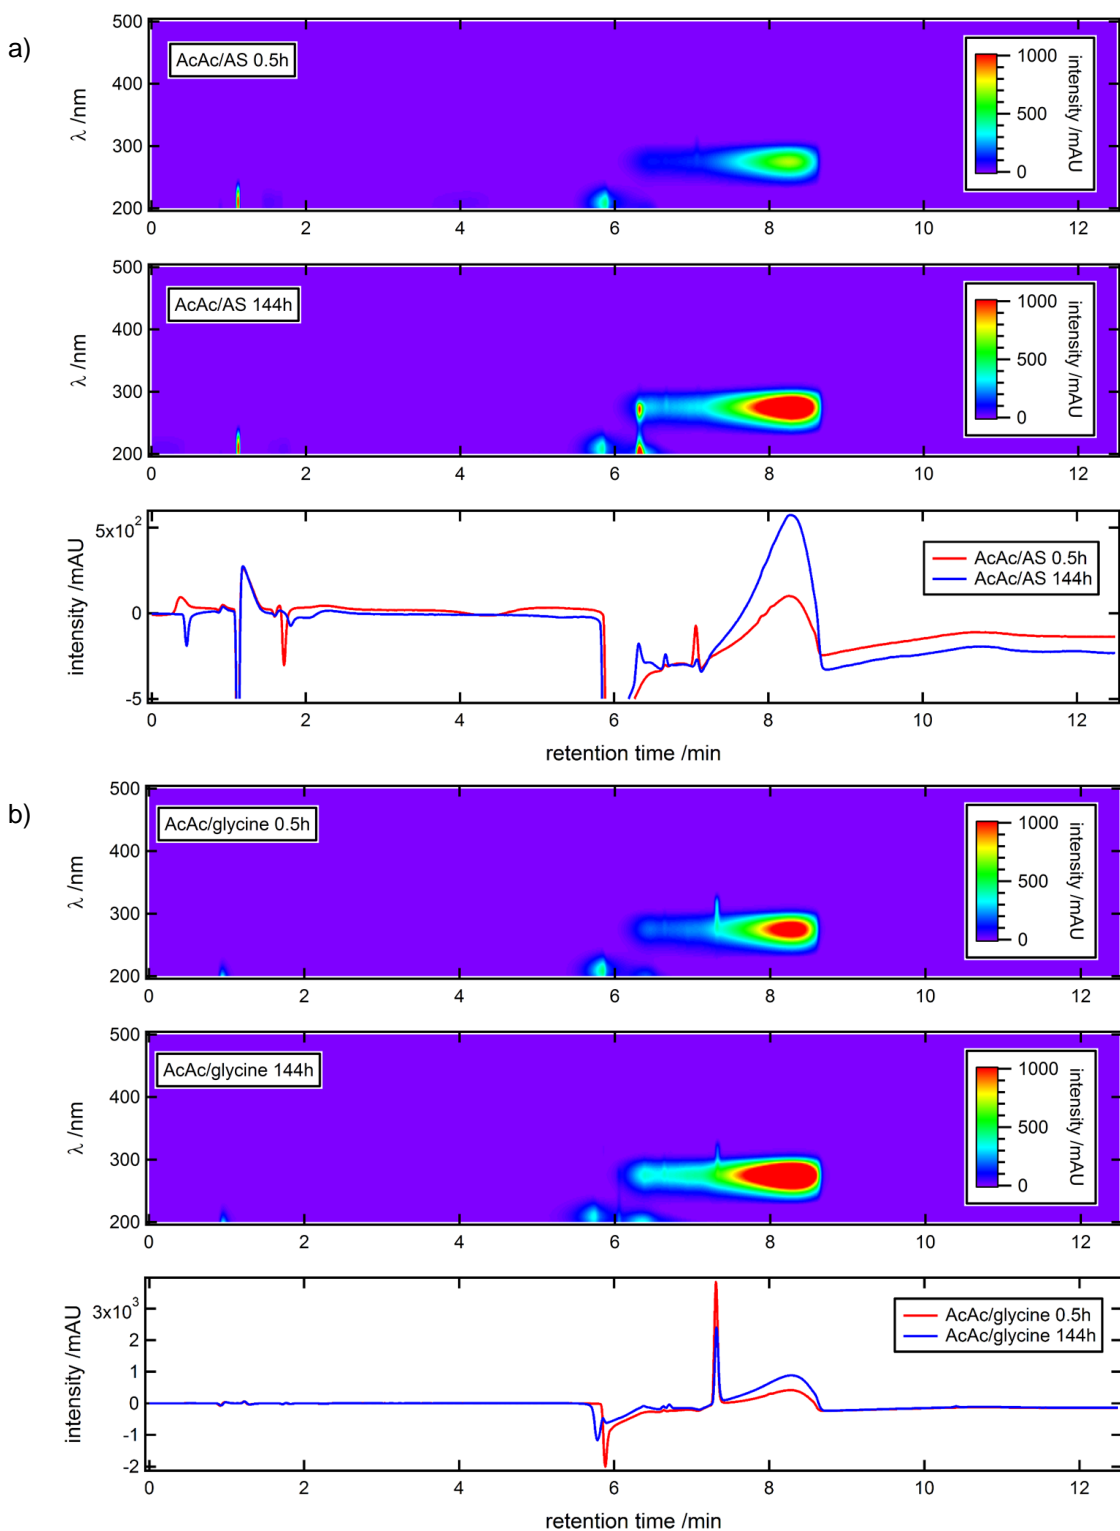 a)
500
400
300
200
λ /nm
AcAc/AS 0.5h
1000
500
0
intensity /mAU
0 2 4 6 8 10 12
500
400
300
200
λ /nm
AcAc/AS 144h
1000
500
0
intensity /mAU
0 2 4 6 8 10 12
5x10²
0
-5
intensity /mAU
AcAc/AS 0.5h
AcAc/AS 144h
0 2 4 6 8 10 12
retention time /min
b)
500
400
300
200
λ /nm
AcAc/glycine 0.5h
1000
500
0
intensity /mAU
0 2 4 6 8 10 12
500
400
300
200
λ /nm
AcAc/glycine 144h
1000
500
0
intensity /mAU
0 2 4 6 8 10 12
3x10³
2
1
0
-1
-2
intensity /mAU
AcAc/glycine 0.5h
AcAc/glycine 144h
0 2 4 6 8 10 12
retention time /min